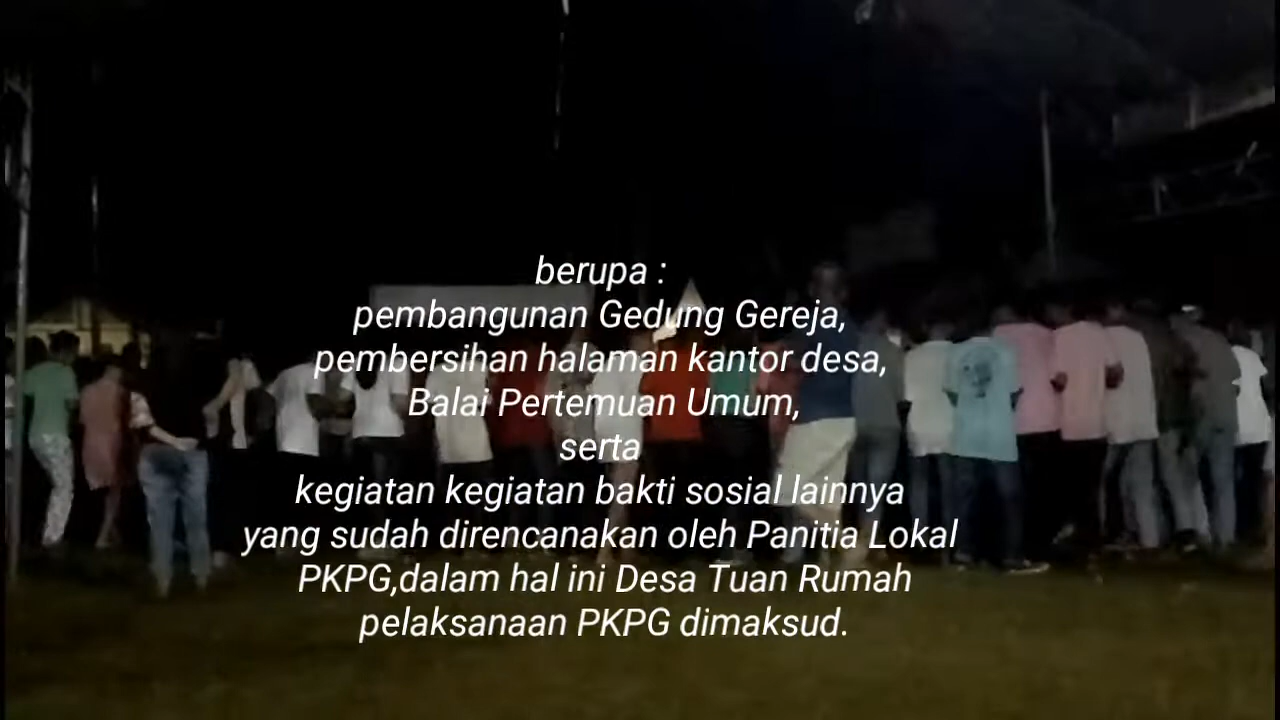 berupa :
pembangunan Gedung Gereja,
pembersihan halaman kantor desa,
Balai Pertemuan Umum,
serta
kegiatan kegiatan bakti sosial lainnya
yang sudah direncanakan oleh Panitia Lokal
PKPG,dalam hal ini Desa Tuan Rumah
pelaksanaan PKPG dimaksud.